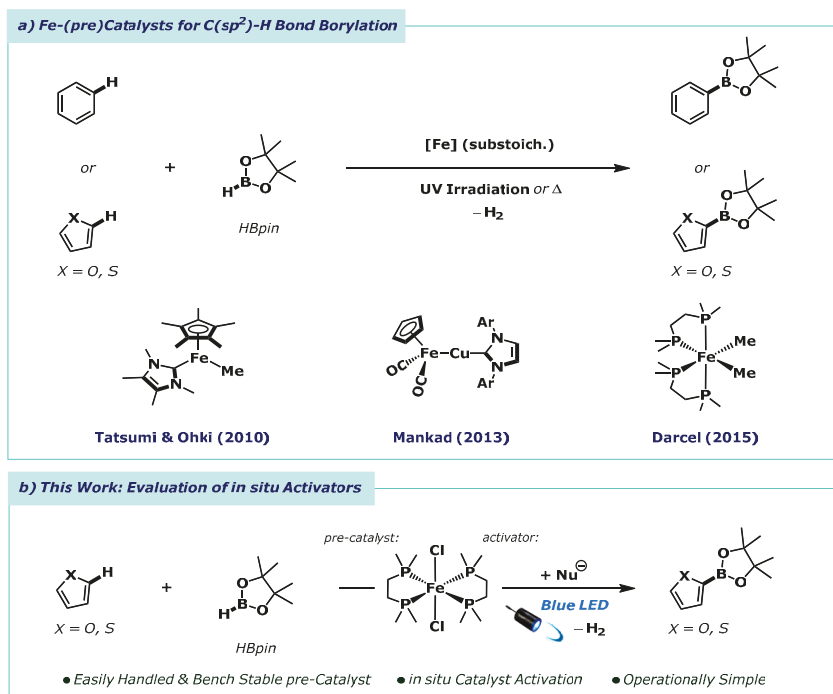 a) Fe-(pre)Catalysts for C(sp²)-H Bond Borylation
H
or
X
H
X = O, S
+
O
B
O
H
HBpin
[Fe] (substoich.)
UV Irradiation or Δ
–H₂
O
B
O
or
X
O
B
O
X = O, S
N
N
Fe
Me
Fe
Cu
OC
CO
Ar
N
N
Ar
P
P
Fe
Me
Me
P
P
Tatsumi & Ohki (2010)
Mankad (2013)
Darcel (2015)
b) This Work: Evaluation of in situ Activators
X
H
X = O, S
+
O
B
O
H
HBpin
pre-catalyst:
Cl
P
P
Fe
P
P
Cl
activator:
+ Nu⊖
Blue LED
–H₂
X
O
B
O
X = O, S
• Easily Handled & Bench Stable pre-Catalyst • in situ Catalyst Activation • Operationally Simple